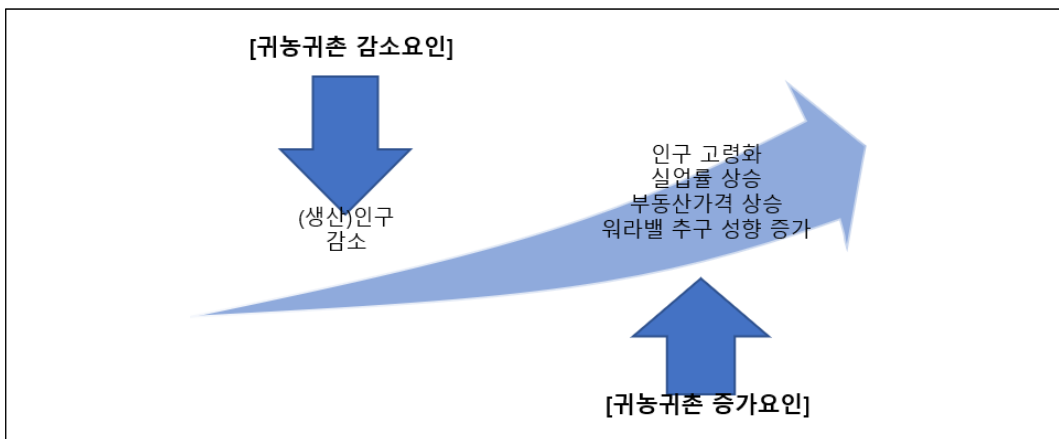 [귀농귀촌 감소요인]
(생산)인구
감소
인구 고령화
실업률 상승
부동산가격 상승
워라밸 추구 성향 증가
[귀농귀촌 증가요인]